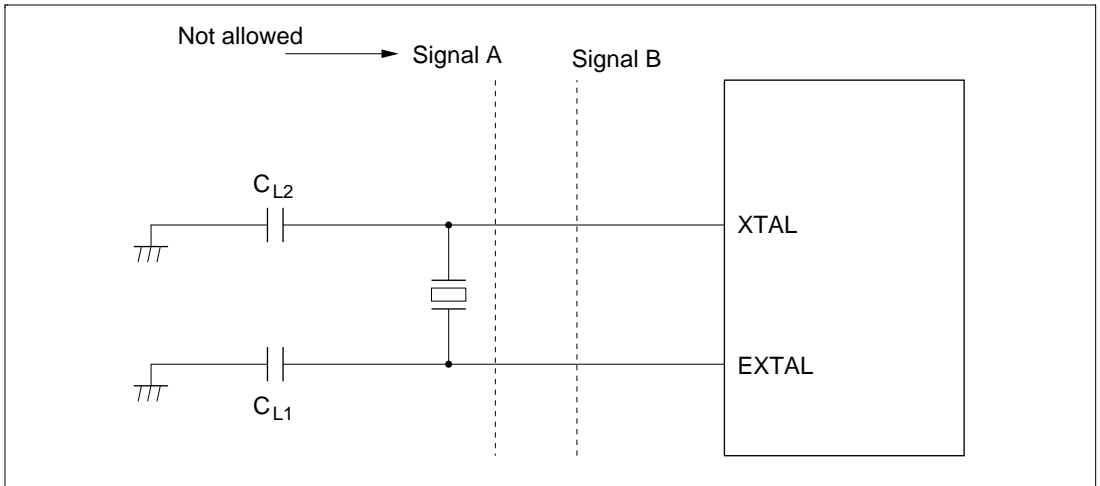 Not allowed
Signal A
Signal B
CL2
XTAL
EXTAL
CL1